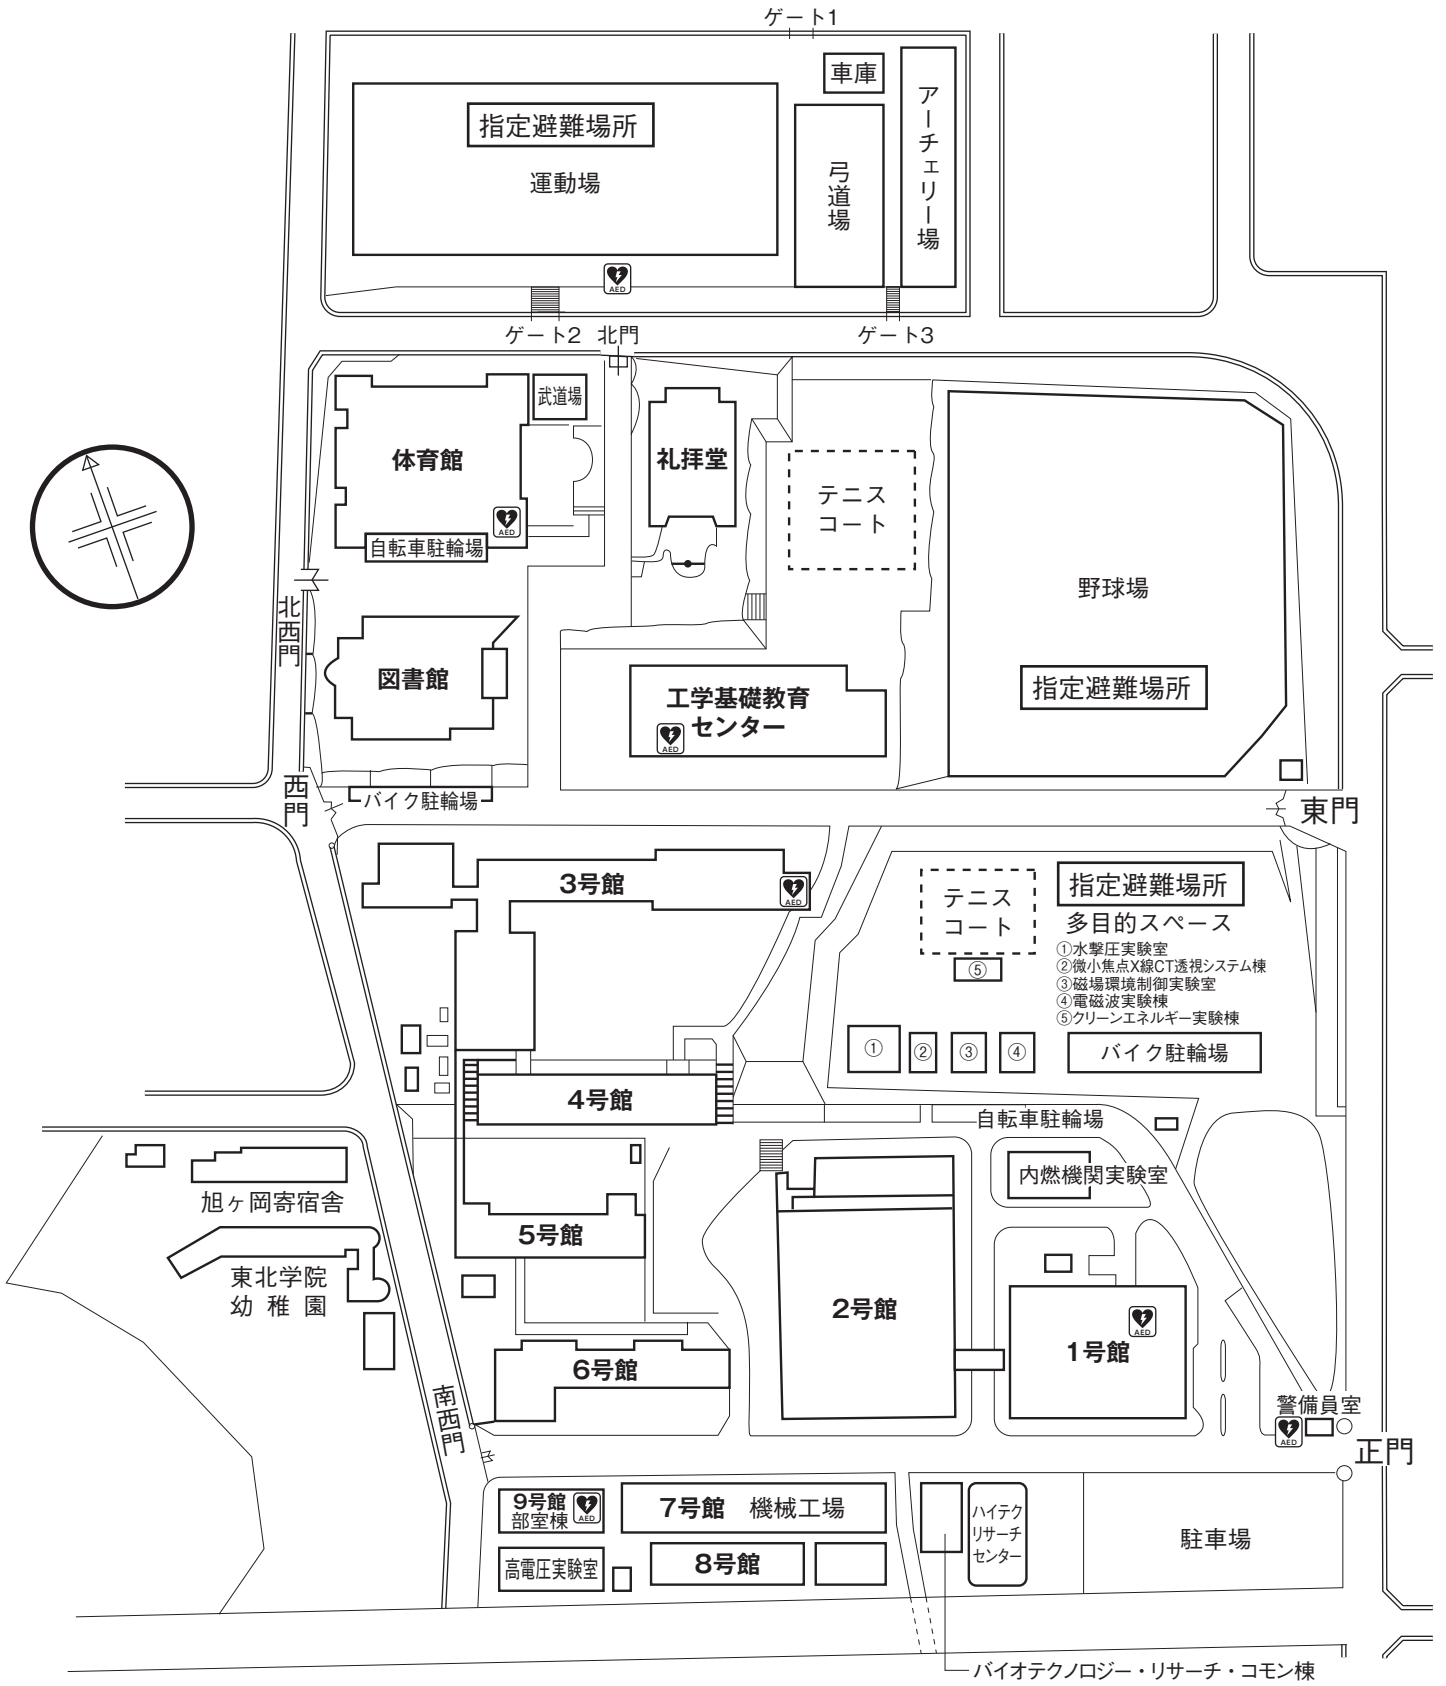 ゲート1
車庫
アーチェリー場
指定避難場所
運動場
弓道場
AED
ゲート2
北門
ゲート3
武道場
体育館
礼拝堂
テニス
コート
AED
自転車駐輪場
野球場
北西門
図書館
指定避難場所
工学基礎教育
センター
AED
西門
バイク駐輪場
東門
3号館
AED
テニス
コート
指定避難場所
多目的スペース
①水撃圧実験室
②微小焦点X線CT透視システム棟
③磁場環境制御実験室
④電磁波実験棟
⑤クリーンエネルギー実験棟
⑤
①
②
③
④
バイク駐輪場
4号館
自転車駐輪場
内燃機関実験室
旭ヶ岡寄宿舎
5号館
東北学院
幼稚園
2号館
AED
1号館
6号館
南西門
警備員室
AED
正門
9号館
部室棟
AED
7号館 機械工場
ハイテク
リサーチ
センター
駐車場
高電圧実験室
8号館
バイオテクノロジー・リサーチ・コモン棟